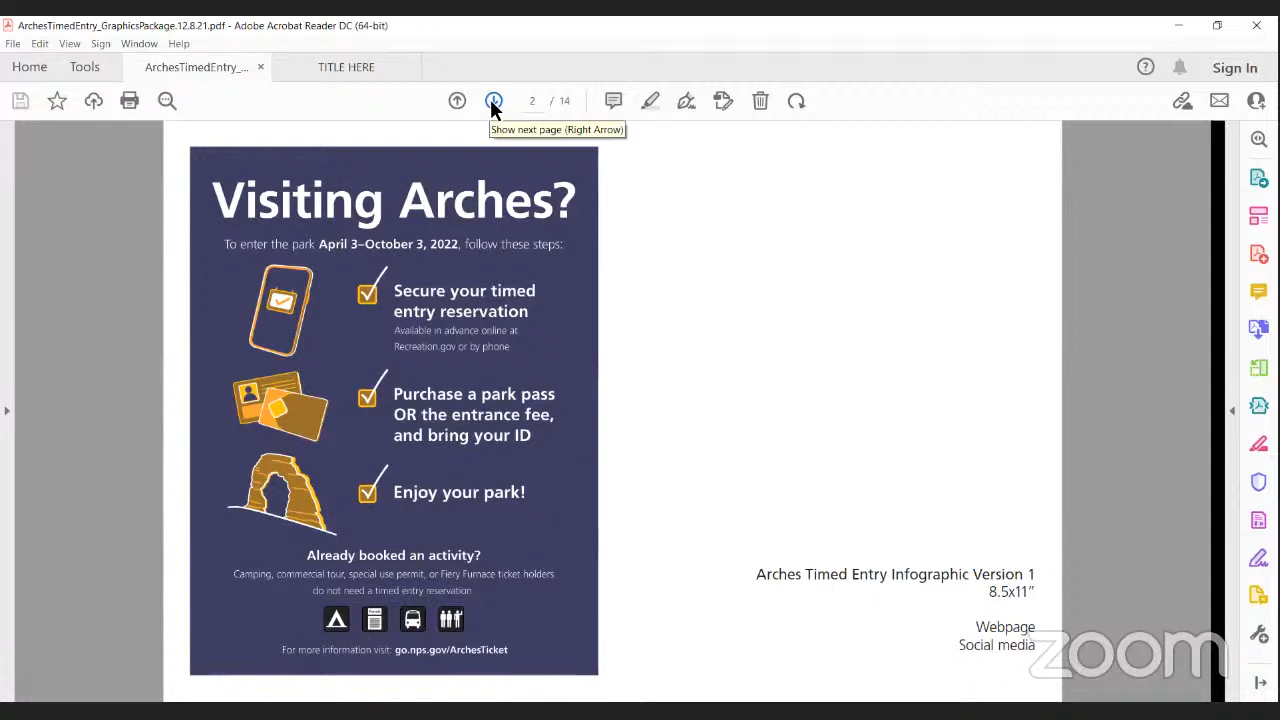 ArchesTimedEntry_GraphicsPackage.12.8.21.pdf - Adobe Acrobat Reader DC (64-bit)
File Edit View Sign Window Help
Home Tools ArchesTimedEntry_... × TITLE HERE Sign In
2 / 14
Show next page (Right Arrow)
Visiting Arches?
To enter the park April 3–October 3, 2022, follow these steps:
Secure your timed
entry reservation
Available in advance online at
Recreation.gov or by phone
Purchase a park pass
OR the entrance fee,
and bring your ID
Enjoy your park!
Already booked an activity?
Camping, commercial tour, special use permit, or Fiery Furnace ticket holders
do not need a timed entry reservation
For more information visit: go.nps.gov/ArchesTicket
Arches Timed Entry Infographic Version 1
8.5x11”
Webpage
Social media
zoom